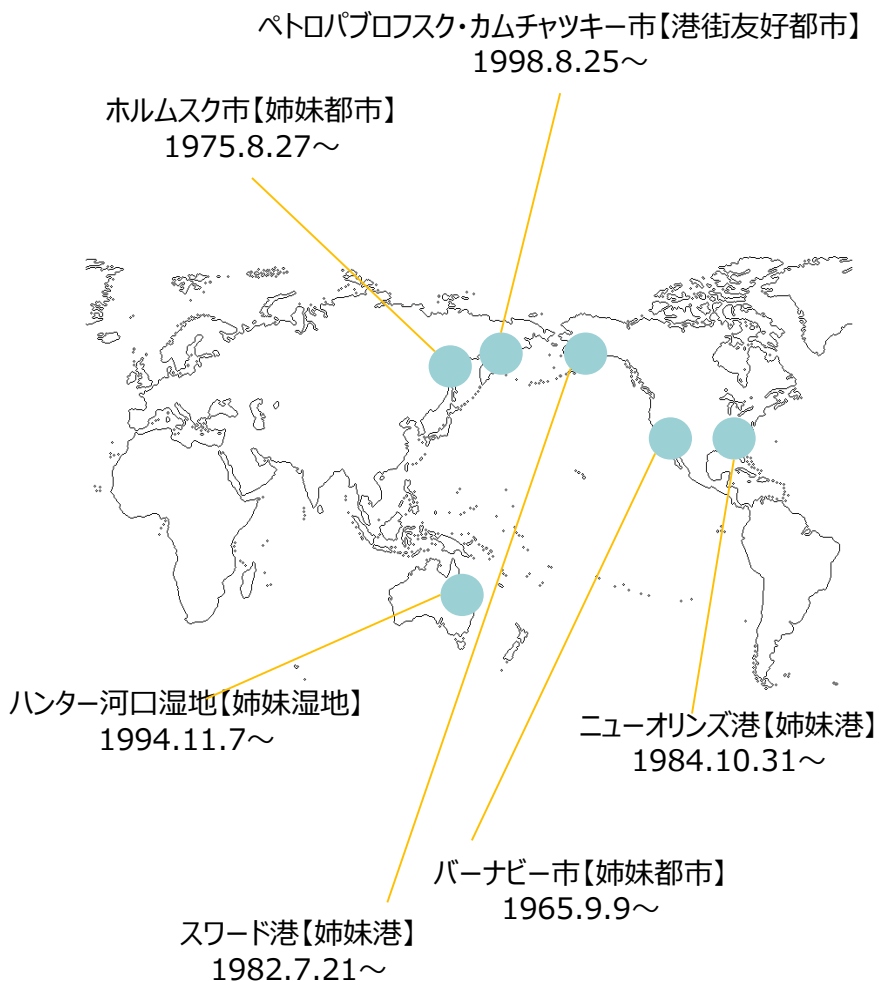 ペトロパブロフスク・カムチャツキー市【港街友好都市】
1998.8.25～
ホルムスク市【姉妹都市】
1975.8.27～
ハンター河口湿地【姉妹湿地】
1994.11.7～
ニューオリンズ港【姉妹港】
1984.10.31～
バーナビー市【姉妹都市】
1965.9.9～
スワード港【姉妹港】
1982.7.21～